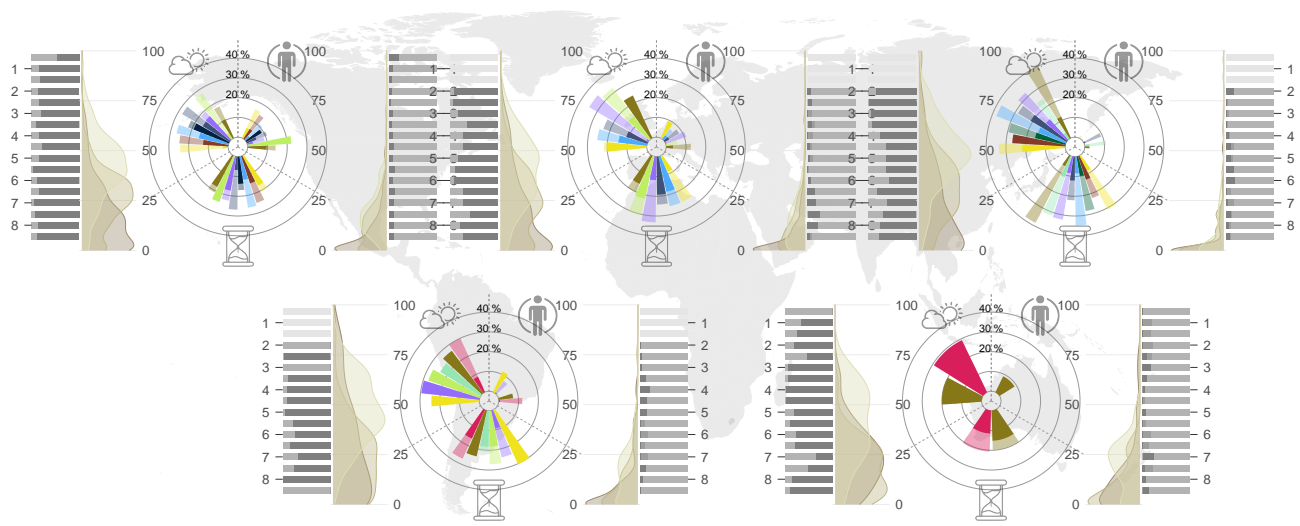 100 100 100 100
40 % 40 % 40 %
1 1 1
30 % 30 % 30 %
2 20 % 2 20 % 2 20 % 2
75 75 75 75
3 3 3 3
4 4 4 4
50 50 50 50
5 5 5 5
6 6 6 6
7 7 7 7
25 25 25 25
8 8 8 8
0 0 0 0
100 100 100 100
40 % 40 %
1 1 1 1
30 % 30 %
2 20 % 2 2 20 % 2
75 75 75 75
3 3 3 3
4 4 4 4
50 50 50 50
5 5 5 5
6 6 6 6
25 25 25 25
7 7 7 7
8 8 8 8
0 0 0 0